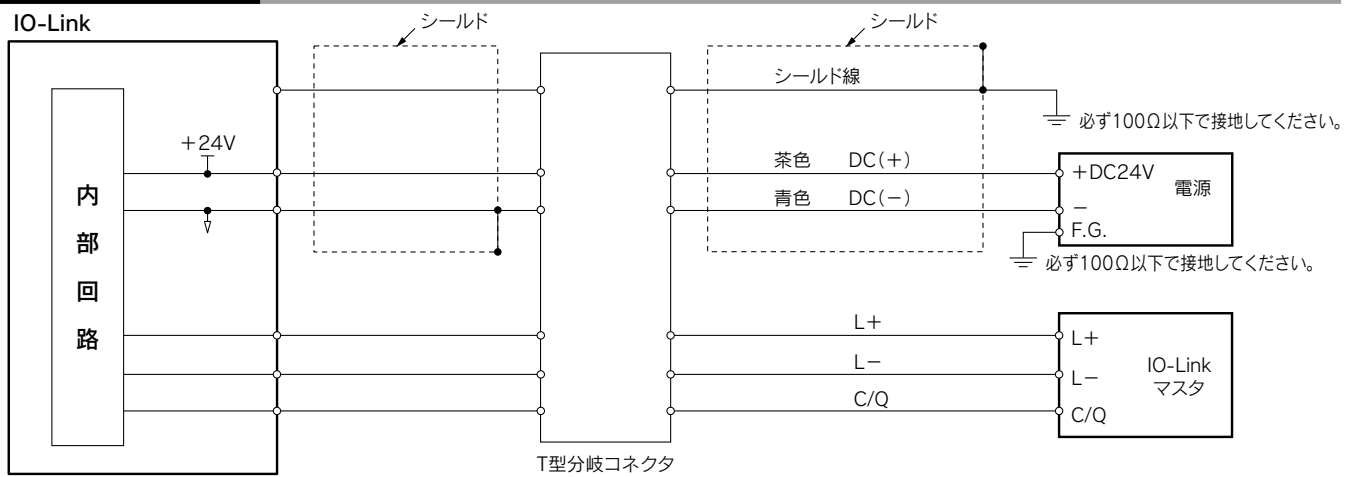 IO-Link
シールド
シールド
シールド線
必ず100Ω以下で接地してください。
+24V
茶色 DC(+)
+DC24V
電源
青色 DC(−)
−
F.G.
必ず100Ω以下で接地してください。
内部回路
L+
L+
L−
L−
IO-Link
マスタ
C/Q
C/Q
T型分岐コネクタ